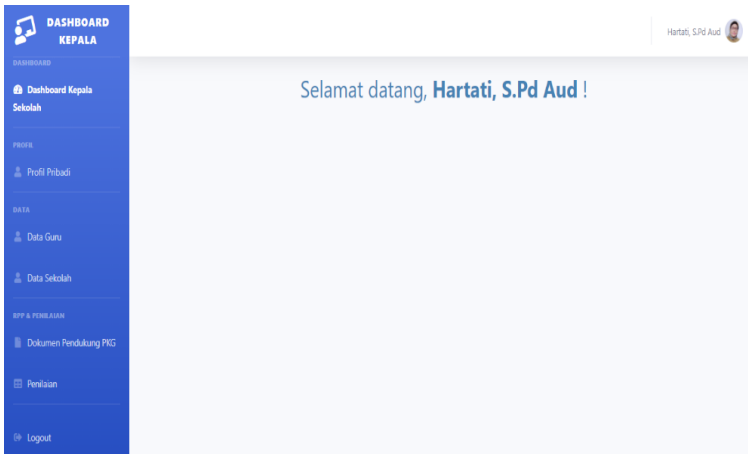 DASHBOARD
KEPALA
Hartati, S.Pd Aud
DASHBOARD
Dashboard Kepala
Sekolah
Selamat datang, Hartati, S.Pd Aud !
PROFIL
Profil Pribadi
DATA
Data Guru
Data Sekolah
RPP & PENILAIAN
Dokumen Pendukung PKG
Penilaian
Logout